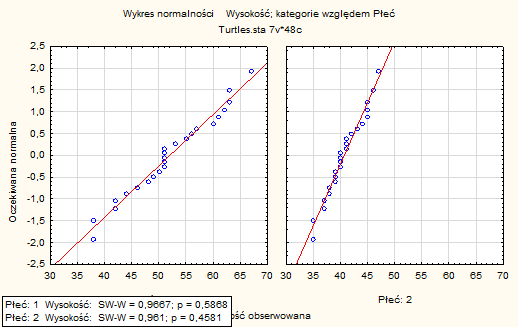 Wykres normalności Wysokość; kategorie względem Płeć
Turtles.sta 7v*48c
Oczekiwana normalna
2,5
2,0
1,5
1,0
0,5
0,0
-0,5
-1,0
-1,5
-2,0
-2,5
30 35 40 45 50 55 60 65 70
30 35 40 45 50 55 60 65 70
Płeć: 2
Płeć: 1 Wysokość: SW-W = 0,9667; p = 0,5868
Płeć: 2 Wysokość: SW-W = 0,961; p = 0,4581
ość obserwowana